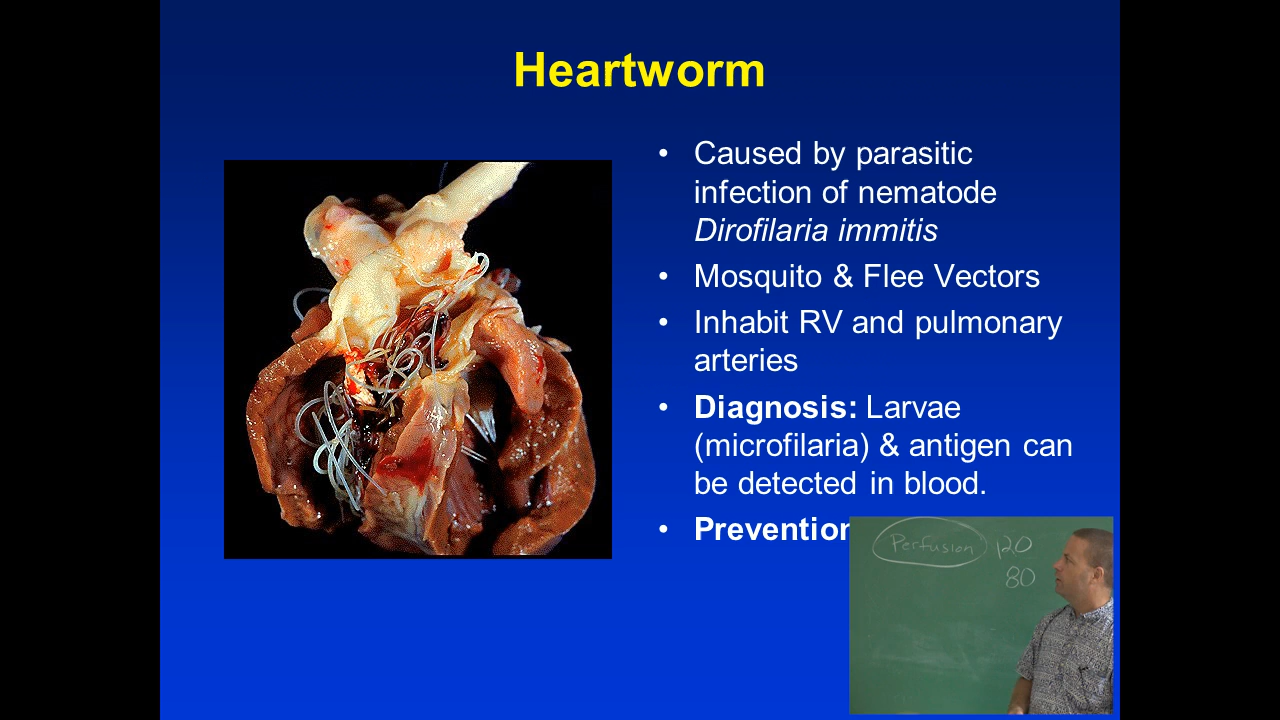 Heartworm
• Caused by parasitic
infection of nematode
Dirofilaria immitis
• Mosquito & Flee Vectors
• Inhabit RV and pulmonary
arteries
• Diagnosis: Larvae
(microfilaria) & antigen can
be detected in blood.
• Prevention
Perfusion 120
80